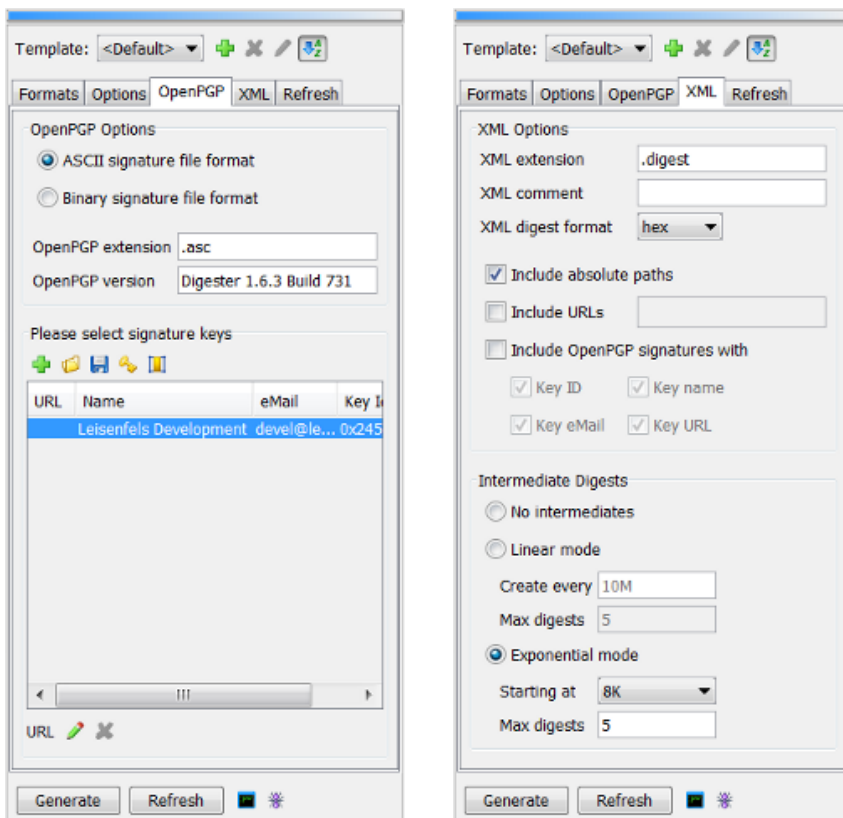 Template: <Default>
Formats Options OpenPGP XML Refresh
OpenPGP Options
ASCII signature file format
Binary signature file format
OpenPGP extension .asc
OpenPGP version Digester 1.6.3 Build 731
Please select signature keys
URL Name eMail Key I
Leisenfels Development devel@le... 0x245
URL
Generate Refresh
Template: <Default>
Formats Options OpenPGP XML Refresh
XML Options
XML extension .digest
XML comment
XML digest format hex
Include absolute paths
Include URLs
Include OpenPGP signatures with
Key ID Key name
Key eMail Key URL
Intermediate Digests
No intermediates
Linear mode
Create every 10M
Max digests 5
Exponential mode
Starting at 8K
Max digests 5
Generate Refresh